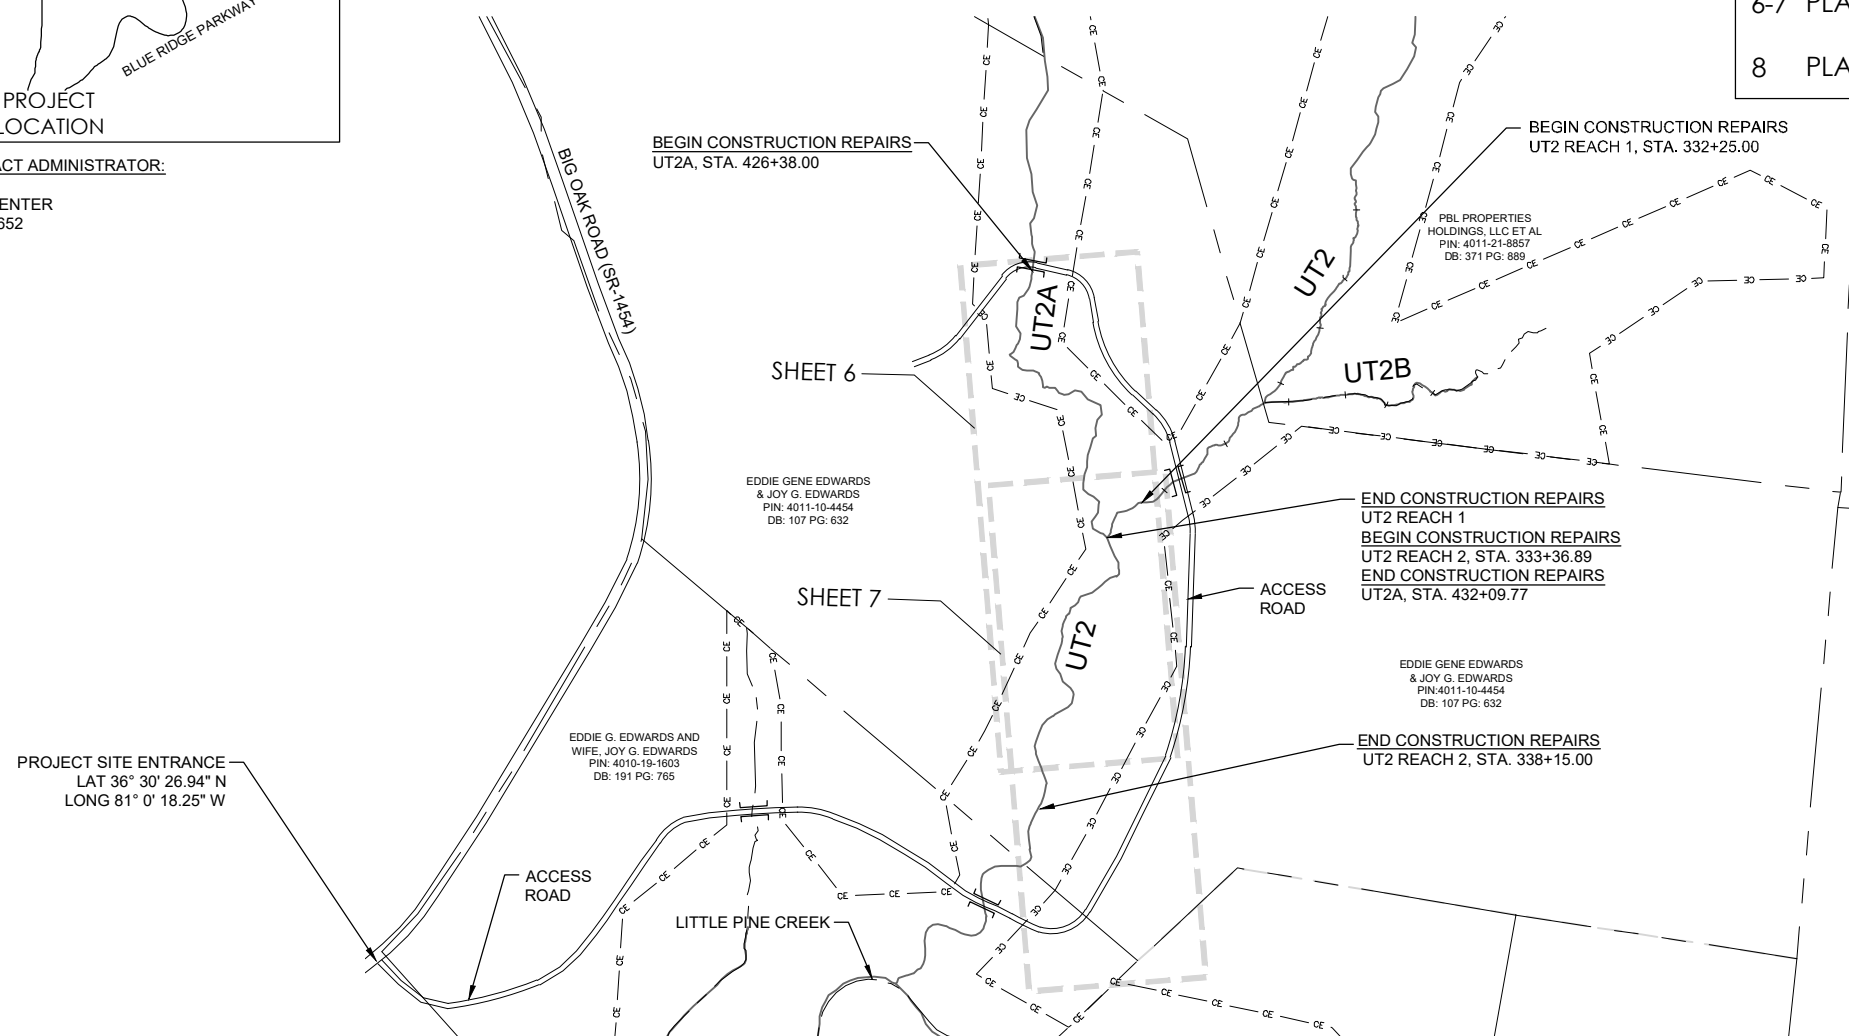 BLUE RIDGE PARKWAY
PROJECT
LOCATION
ACT ADMINISTRATOR:
ENTER
652
6-7 PLA
8 PLA
BIG OAK ROAD (SR-1454)
BEGIN CONSTRUCTION REPAIRS
UT2A, STA. 426+38.00
BEGIN CONSTRUCTION REPAIRS
UT2 REACH 1, STA. 332+25.00
PBL PROPERTIES
HOLDINGS, LLC ET AL
PIN: 4011-21-8857
DB: 371 PG: 889
UT2
UT2A
UT2B
SHEET 6
EDDIE GENE EDWARDS
& JOY G. EDWARDS
PIN: 4011-10-4454
DB: 107 PG: 632
END CONSTRUCTION REPAIRS
UT2 REACH 1
BEGIN CONSTRUCTION REPAIRS
UT2 REACH 2, STA. 333+36.89
END CONSTRUCTION REPAIRS
UT2A, STA. 432+09.77
SHEET 7
ACCESS
ROAD
UT2
EDDIE GENE EDWARDS
& JOY G. EDWARDS
PIN:4011-10-4454
DB: 107 PG: 632
EDDIE G. EDWARDS AND
WIFE, JOY G. EDWARDS
PIN: 4010-19-1603
DB: 191 PG: 765
END CONSTRUCTION REPAIRS
UT2 REACH 2, STA. 338+15.00
PROJECT SITE ENTRANCE
LAT 36° 30' 26.94" N
LONG 81° 0' 18.25" W
ACCESS
ROAD
LITTLE PINE CREEK